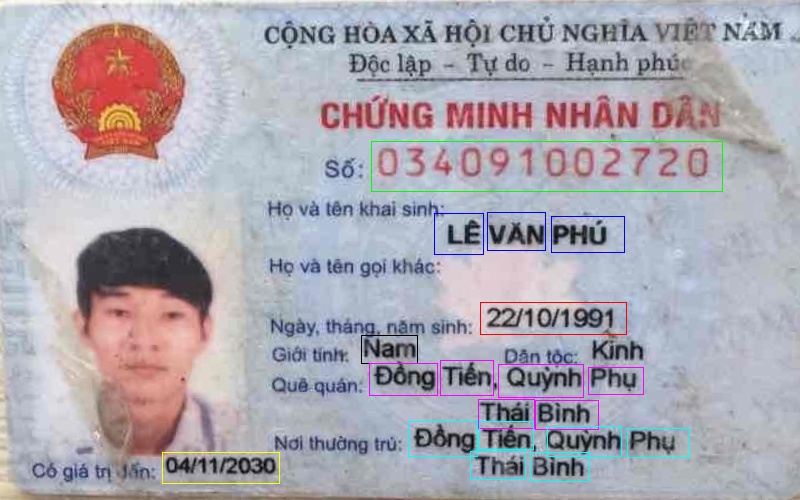 CỘNG HÒA XÃ HỘI CHỦ NGHĨA VIỆT NAM
Độc lập - Tự do - Hạnh phúc
CHỨNG MINH NHÂN DÂN
Số: 034091002720
Họ và tên khai sinh:
LÊ VĂN PHÚ
Họ và tên gọi khác:
Ngày, tháng, năm sinh: 22/10/1991
Giới tính: Nam Dân tộc: Kinh
Quê quán: Đồng Tiến, Quỳnh Phụ
Thái Bình
Nơi thường trú: Đồng Tiến, Quỳnh Phụ
Thái Bình
Có giá trị đến: 04/11/2030